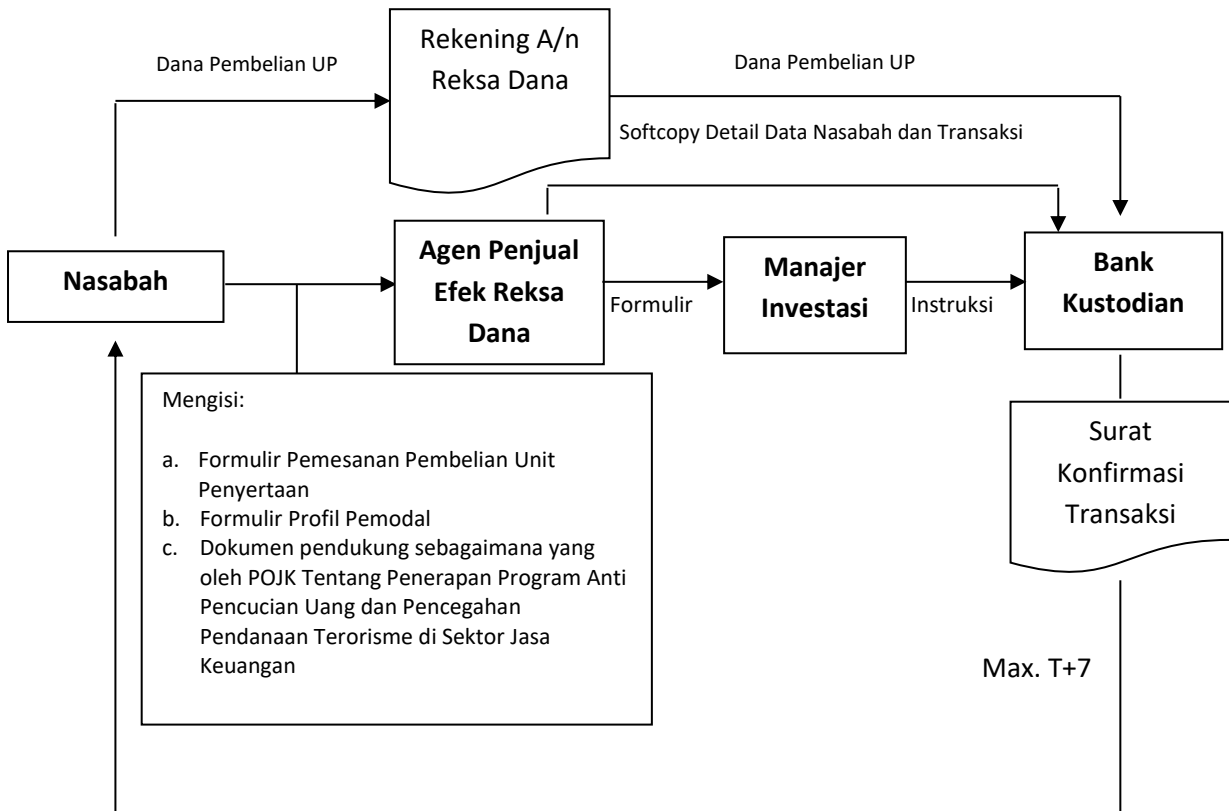 Rekening A/n
Reksa Dana
Dana Pembelian UP
Dana Pembelian UP
Softcopy Detail Data Nasabah dan Transaksi
Nasabah
Agen Penjual
Efek Reksa
Dana
Formulir
Manajer
Investasi
Instruksi
Bank
Kustodian
Mengisi:
a. Formulir Pemesanan Pembelian Unit
Penyertaan
b. Formulir Profil Pemodal
c. Dokumen pendukung sebagaimana yang
oleh POJK Tentang Penerapan Program Anti
Pencucian Uang dan Pencegahan
Pendanaan Terorisme di Sektor Jasa
Keuangan
Surat
Konfirmasi
Transaksi
Max. T+7